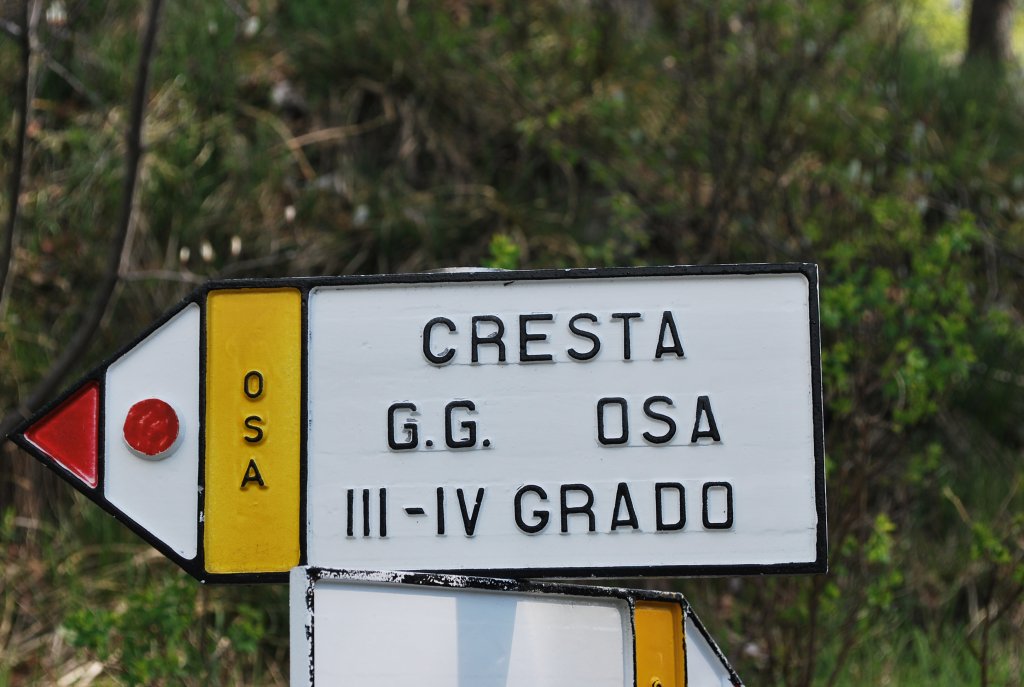 CRESTA
G.G. OSA
III-IV GRADO
OSA